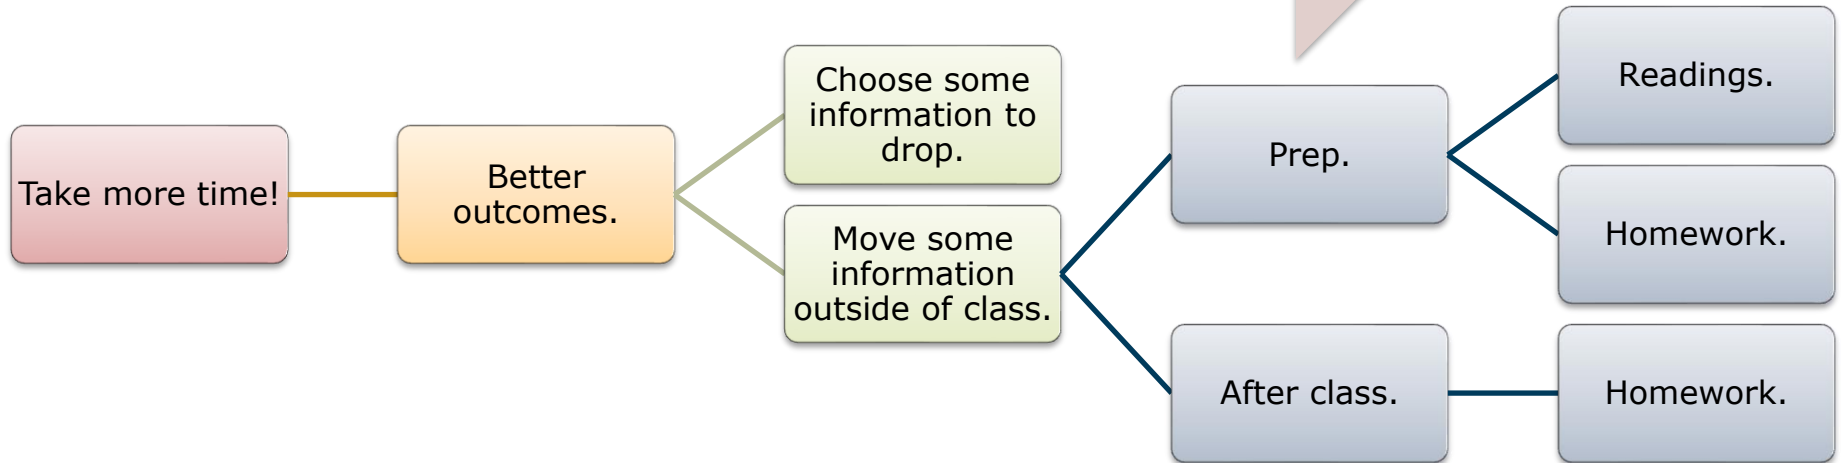 Take more time!
Better
outcomes.
Choose some
information to
drop.
Move some
information
outside of class.
Prep.
Readings.
Homework.
After class.
Homework.